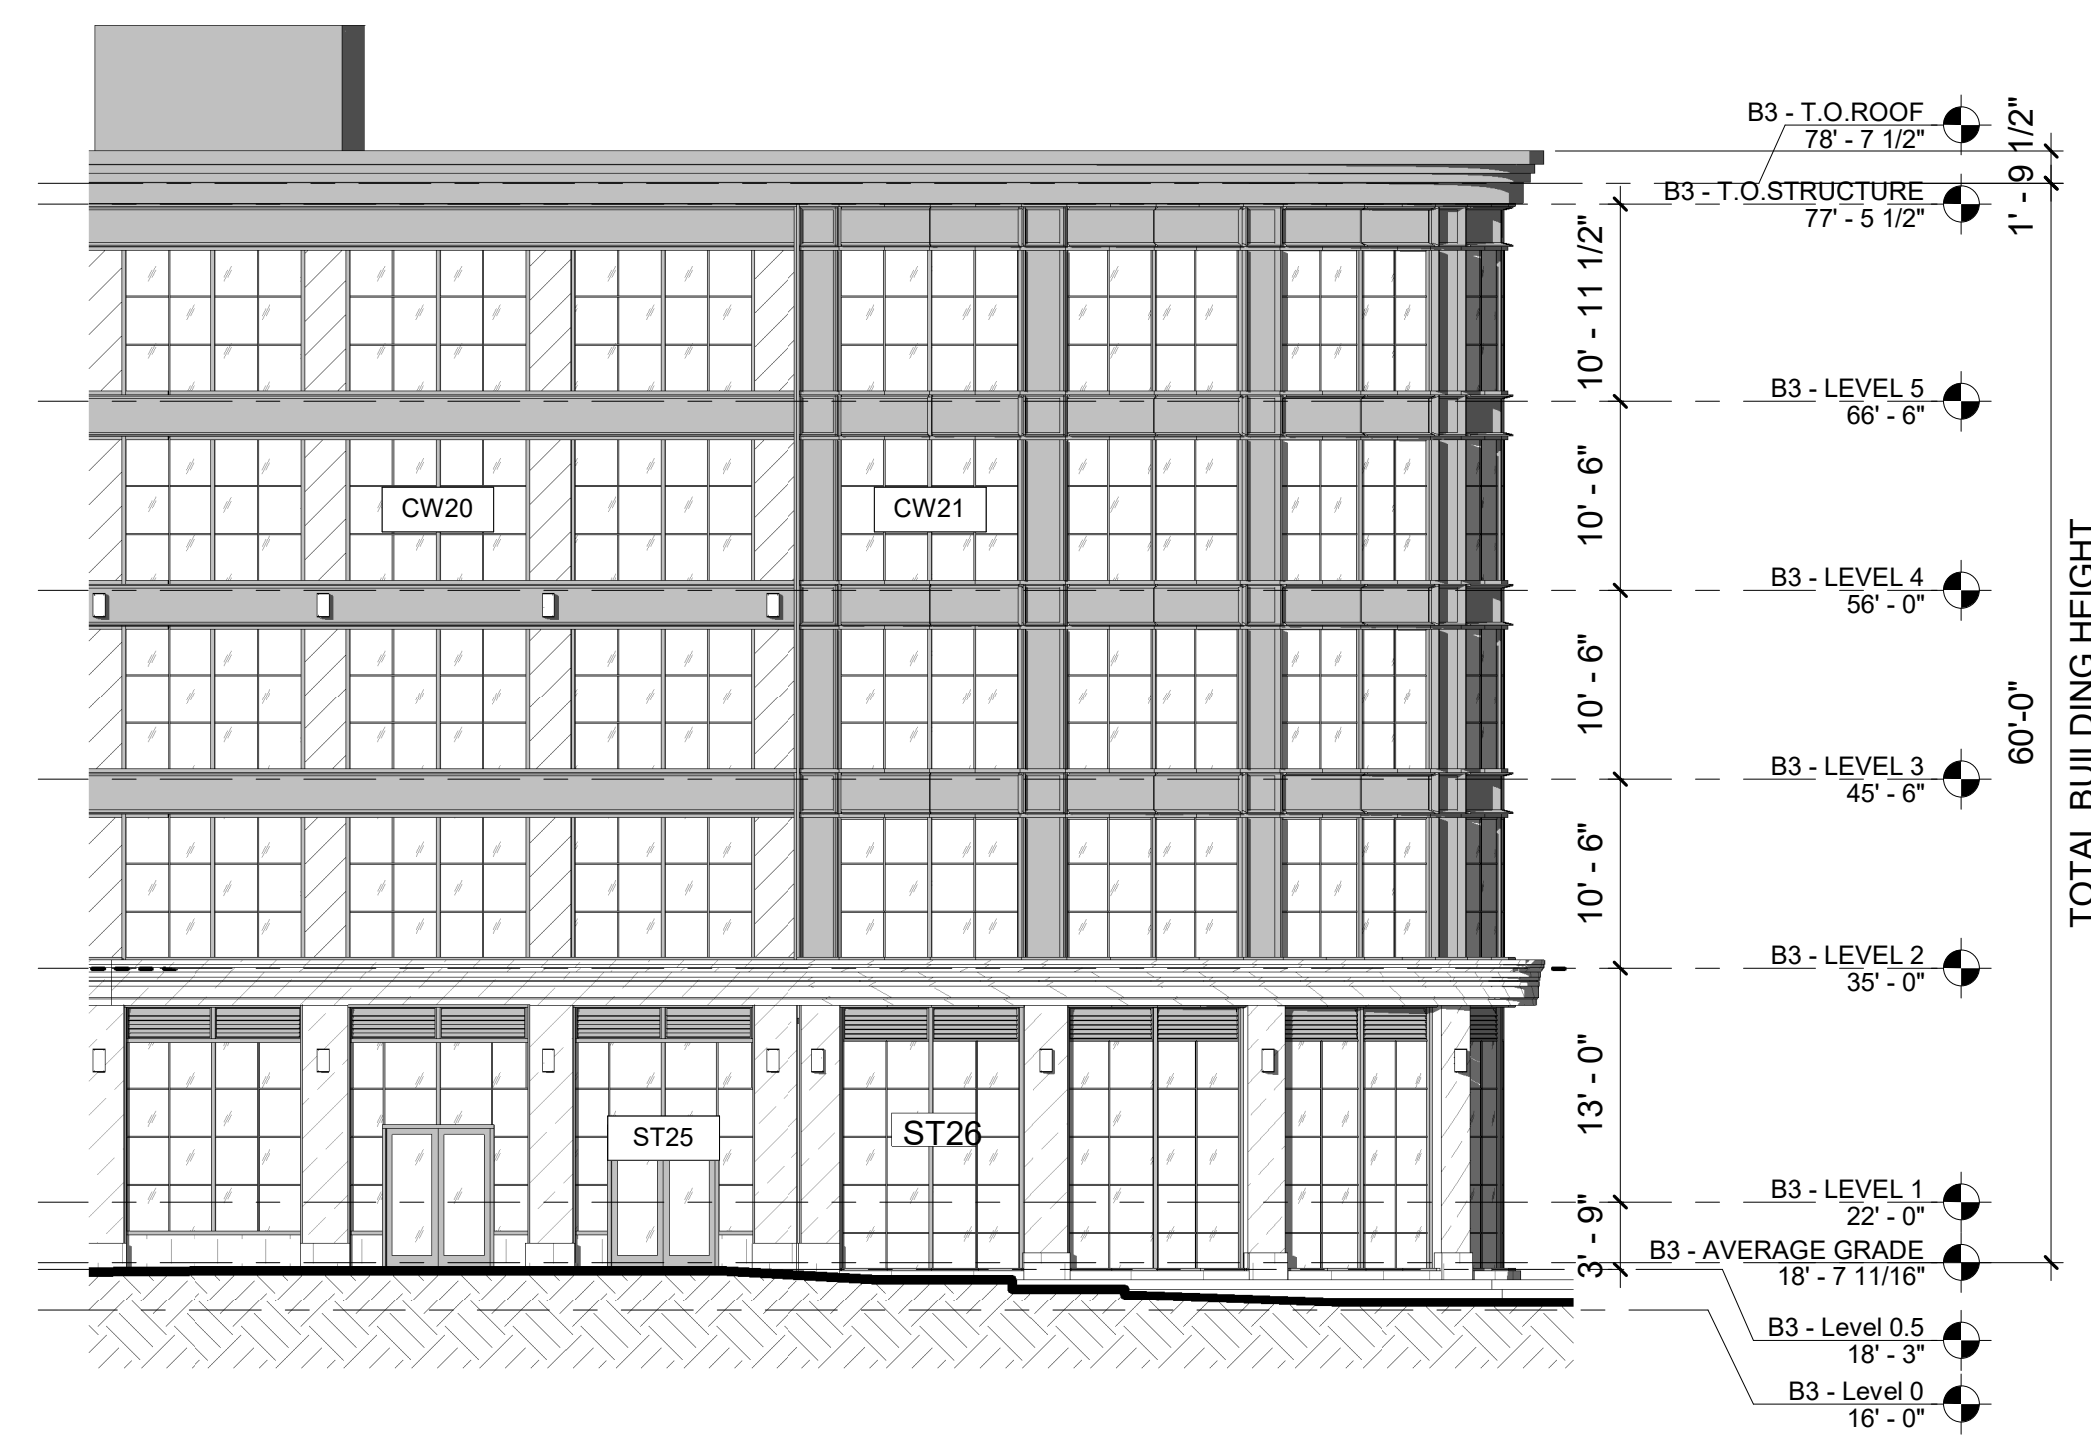 B3 - T.O.ROOF
78' - 7 1/2"
1' - 9 1/2"
B3 - T.O.STRUCTURE
77' - 5 1/2"
10' - 11 1/2"
B3 - LEVEL 5
66' - 6"
10' - 6"
CW20
CW21
B3 - LEVEL 4
56' - 0"
10' - 6"
60'-0"
TOTAL BUILDING HEIGHT
B3 - LEVEL 3
45' - 6"
10' - 6"
B3 - LEVEL 2
35' - 0"
13' - 0"
ST25
ST26
B3 - LEVEL 1
22' - 0"
3' - 9"
B3 - AVERAGE GRADE
18' - 7 11/16"
B3 - Level 0.5
18' - 3"
B3 - Level 0
16' - 0"